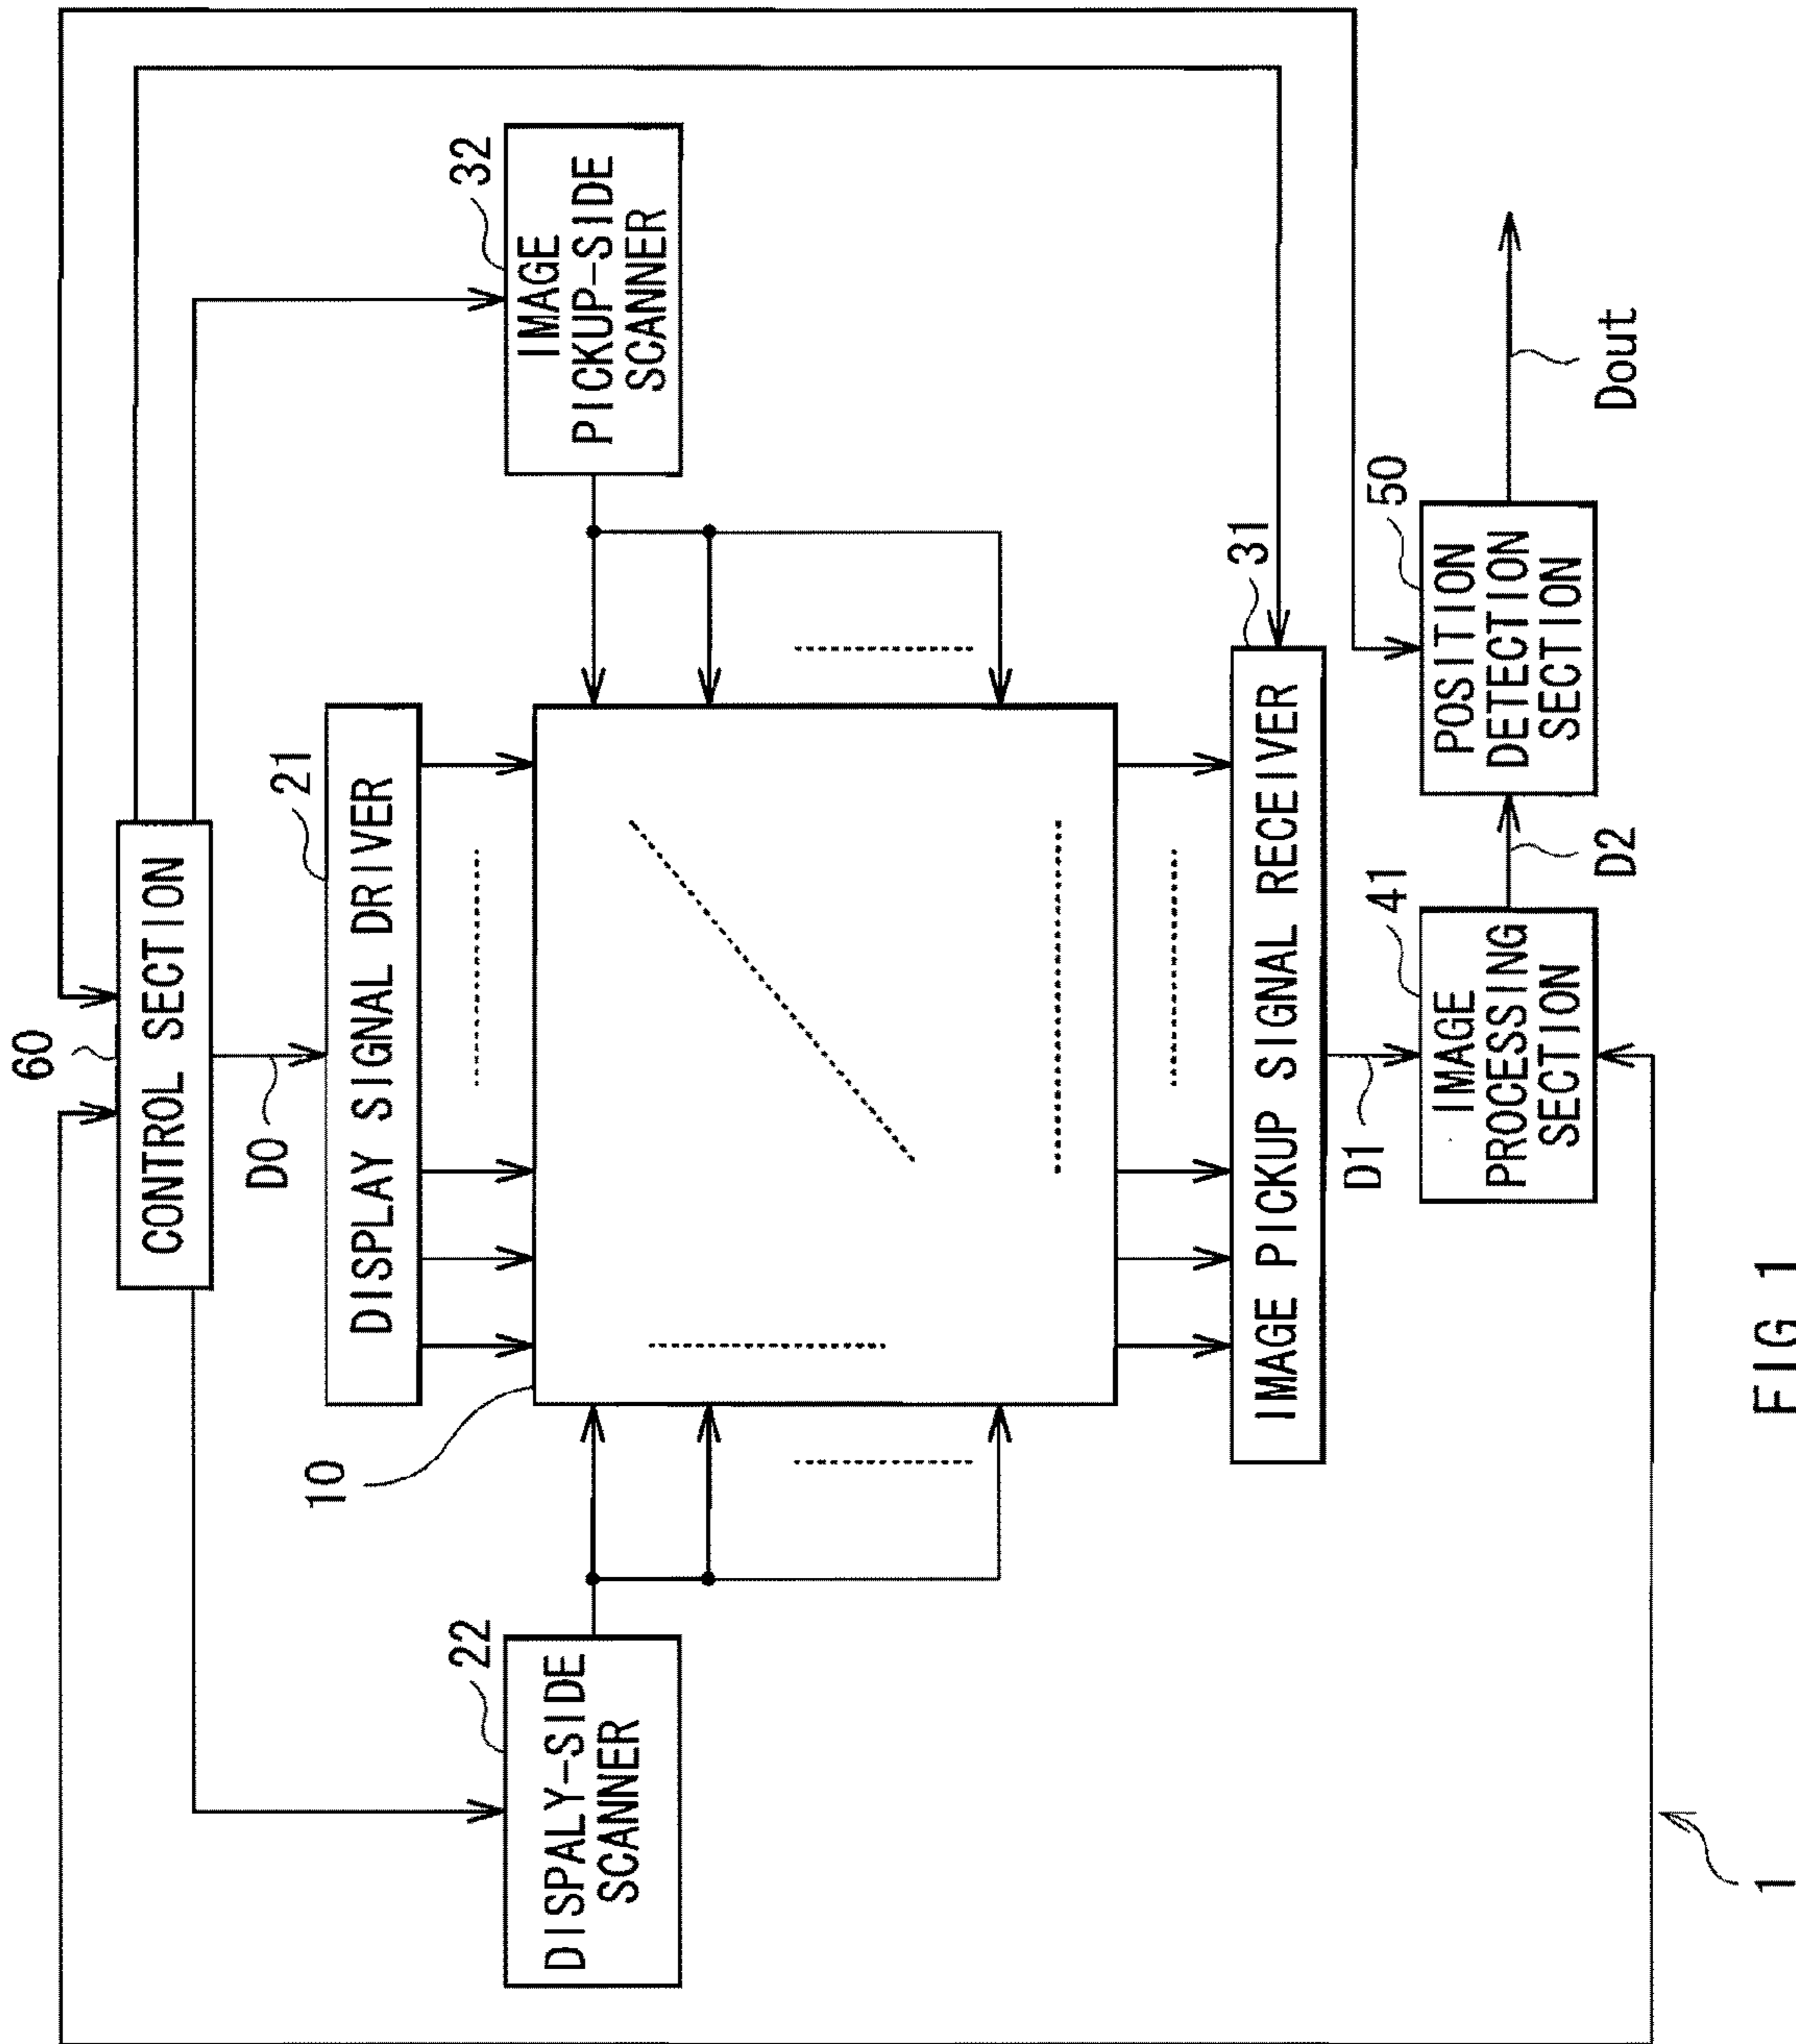 60
CONTROL SECTION
D0
21
DISPLAY SIGNAL DRIVER
10
22
DISPALY-SIDE
SCANNER
32
IMAGE
PICKUP-SIDE
SCANNER
31
IMAGE PICKUP SIGNAL RECEIVER
D1
41
IMAGE
PROCESSING
SECTION
D2
50
POSITION
DETECTION
SECTION
Dout
1
FIG 1